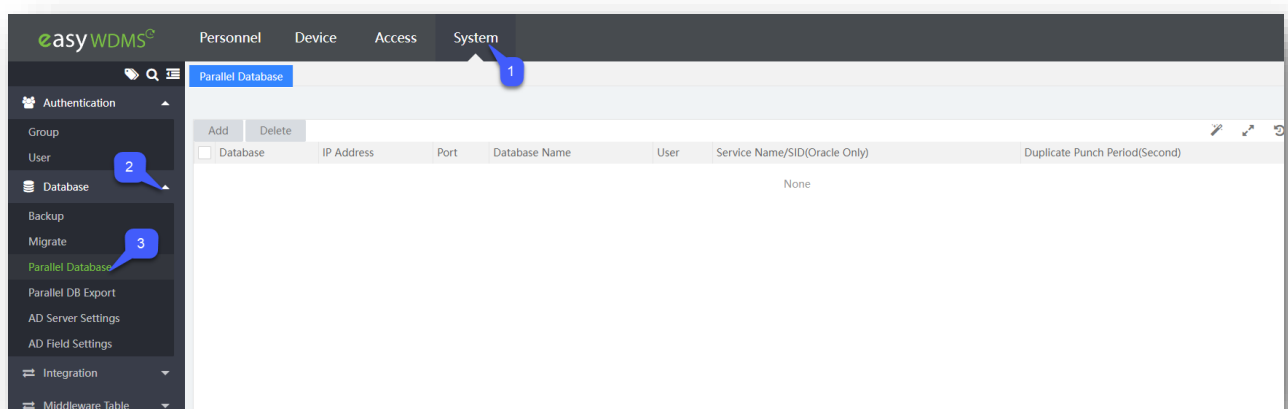 easy WDMS
Personnel Device Access System
1
Parallel Database
Authentication
Group
User
2
Database
Backup
Migrate
3
Parallel Database
Parallel DB Export
AD Server Settings
AD Field Settings
Integration
Middleware Table
Add Delete
Database IP Address Port Database Name User Service Name/SID(Oracle Only) Duplicate Punch Period(Second)
None